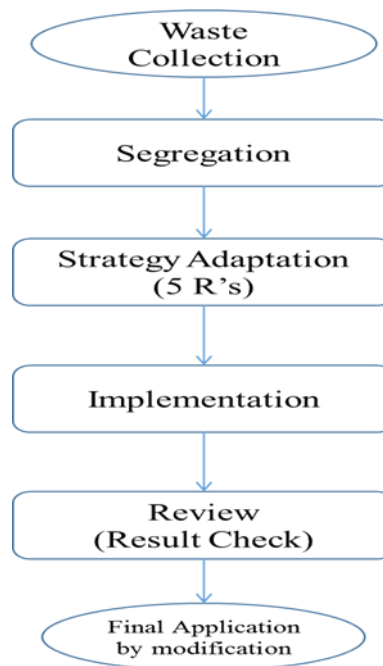 Waste
Collection
Segregation
Strategy Adaptation
(5 R’s)
Implementation
Review
(Result Check)
Final Application
by modification